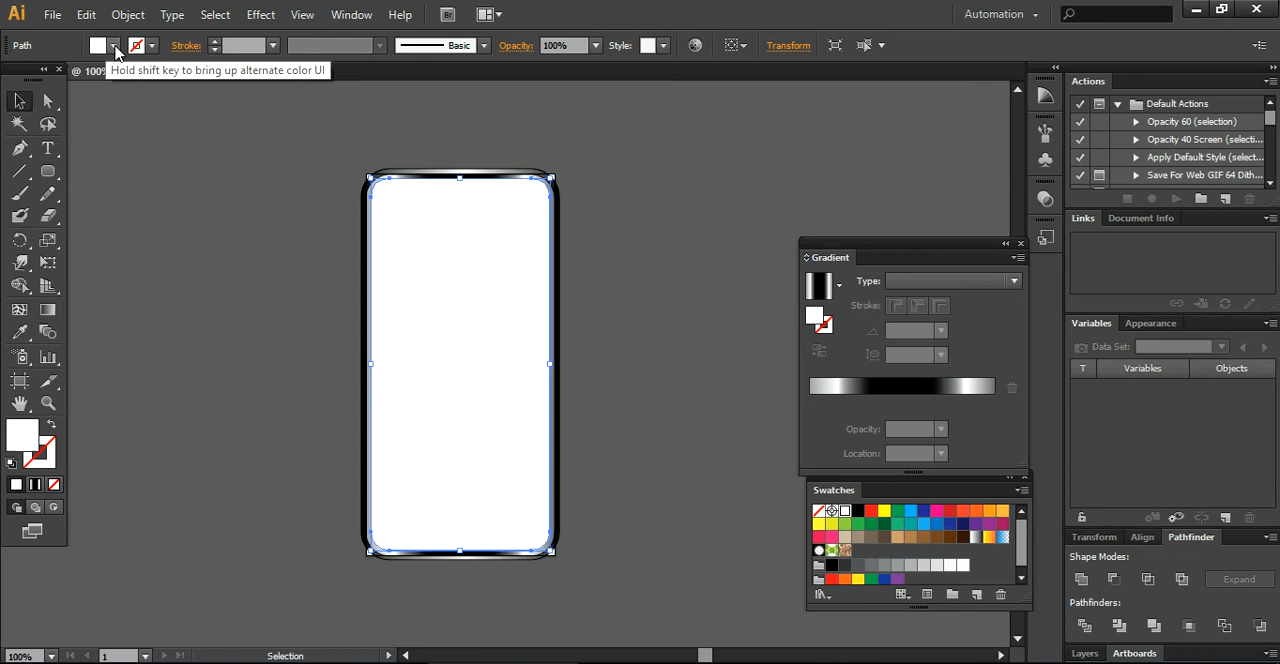 Ai File Edit Object Type Select Effect View Window Help Br Automation
Path Stroke: Basic Opacity: 100% Style: Transform
@ 100%
Hold shift key to bring up alternate color UI
Actions
Default Actions
Opacity 60 (selection)
Opacity 40 Screen (selecti...
Apply Default Style (select...
Save For Web GIF 64 Dith...
Links Document Info
Gradient
Type:
Stroke:
Opacity:
Location:
Variables Appearance
Data Set:
T Variables Objects
Swatches
Transform Align Pathfinder
Shape Modes:
Expand
Pathfinders:
Layers Artboards
100% 1 Selection